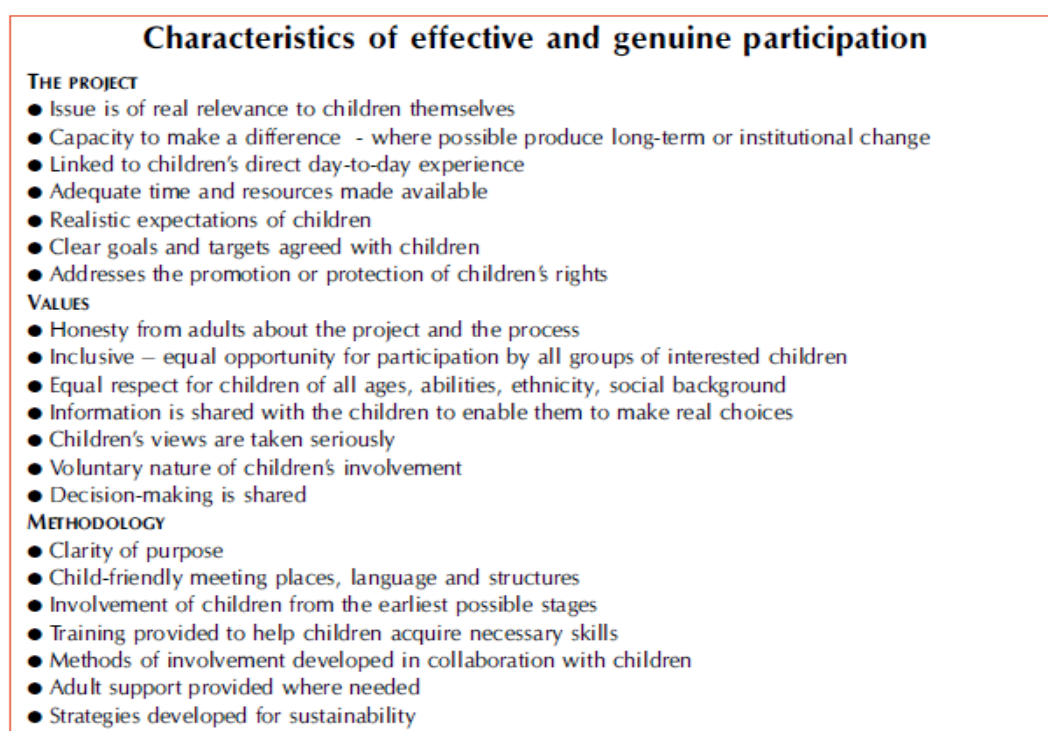 Characteristics of effective and genuine participation
THE PROJECT
● Issue is of real relevance to children themselves
● Capacity to make a difference - where possible produce long-term or institutional change
● Linked to children's direct day-to-day experience
● Adequate time and resources made available
● Realistic expectations of children
● Clear goals and targets agreed with children
● Addresses the promotion or protection of children's rights
VALUES
● Honesty from adults about the project and the process
● Inclusive – equal opportunity for participation by all groups of interested children
● Equal respect for children of all ages, abilities, ethnicity, social background
● Information is shared with the children to enable them to make real choices
● Children's views are taken seriously
● Voluntary nature of children's involvement
● Decision-making is shared
METHODOLOGY
● Clarity of purpose
● Child-friendly meeting places, language and structures
● Involvement of children from the earliest possible stages
● Training provided to help children acquire necessary skills
● Methods of involvement developed in collaboration with children
● Adult support provided where needed
● Strategies developed for sustainability